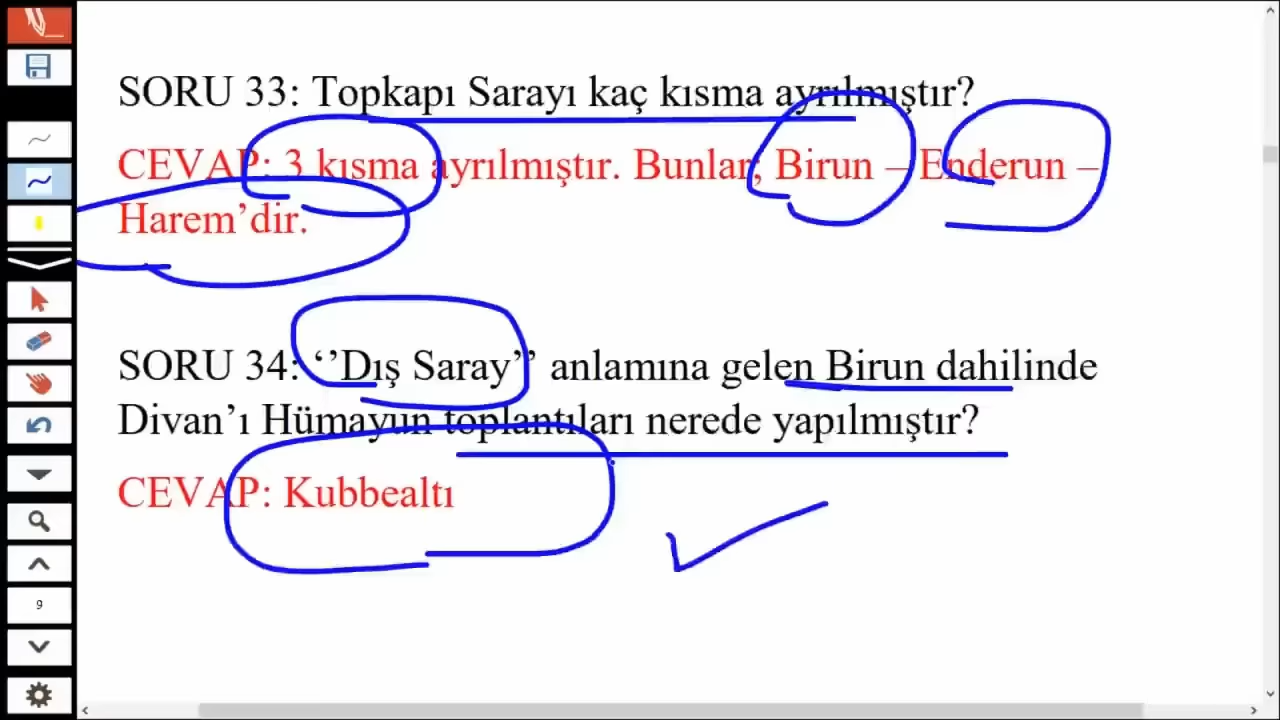 SORU 33: Topkapı Sarayı kaç kısma ayrılmıştır?
CEVAP: 3 kısma ayrılmıştır. Bunlar; Birun – Enderun –
Harem’dir.
SORU 34: ‘’Dış Saray’’ anlamına gelen Birun dahilinde
Divan’ı Hümayun toplantıları nerede yapılmıştır?
CEVAP: Kubbealtı
9